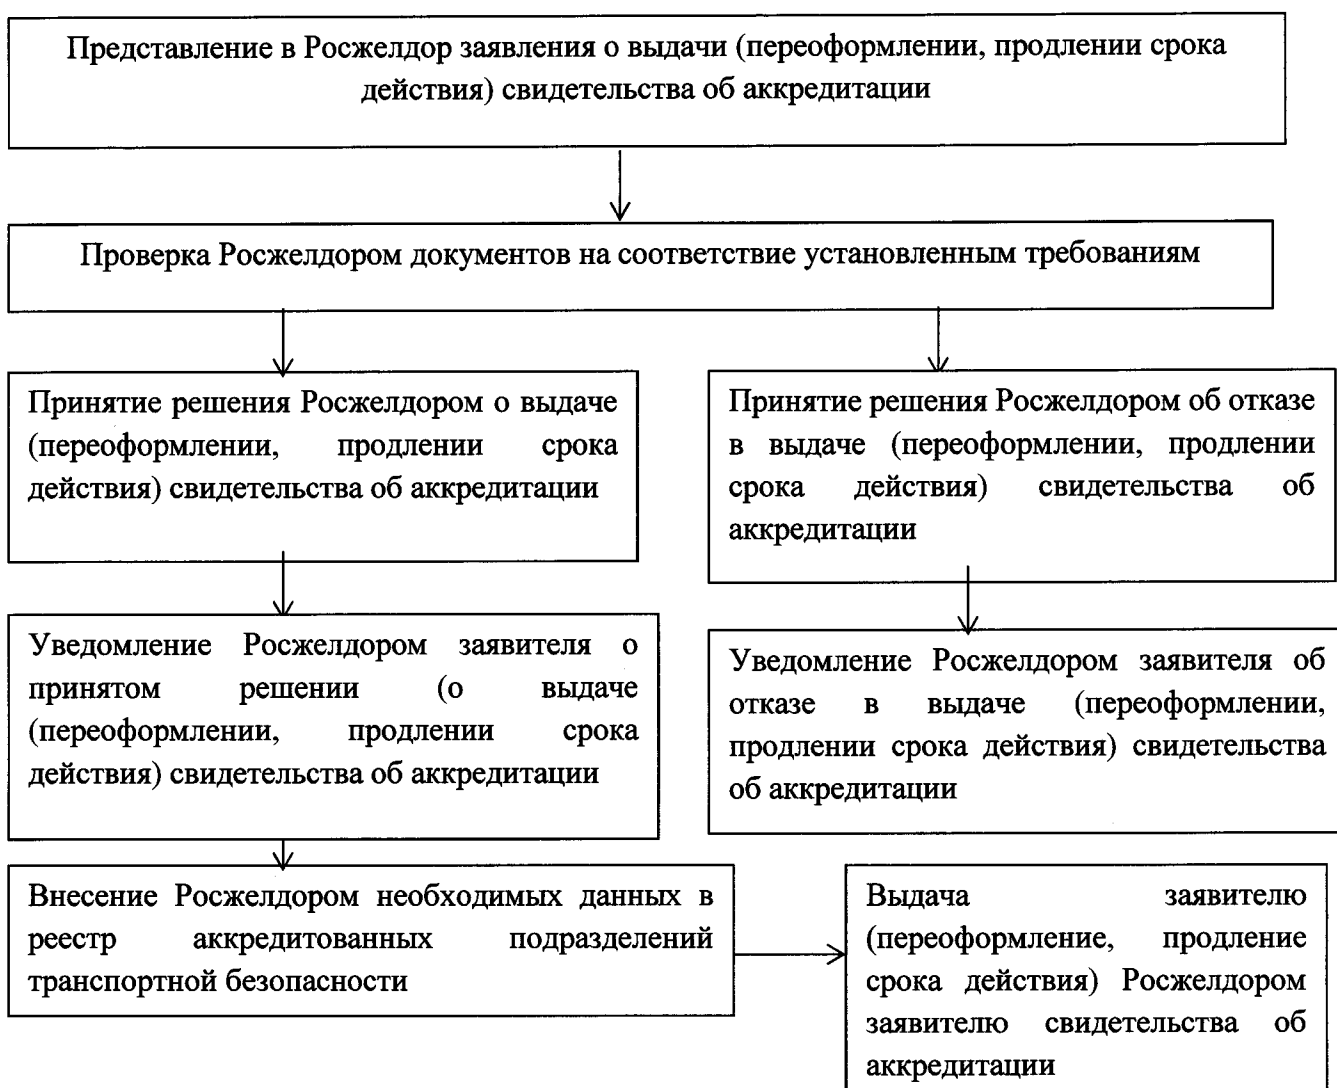 Представление в Росжелдор заявления о выдачи (переоформлении, продлении срока
действия) свидетельства об аккредитации
Проверка Росжелдором документов на соответствие установленным требованиям
Принятие решения Росжелдором о выдаче
(переоформлении, продлении срока
действия) свидетельства об аккредитации
Принятие решения Росжелдором об отказе
в выдаче (переоформлении, продлении
срока действия) свидетельства об
аккредитации
Уведомление Росжелдором заявителя о
принятом решении (о выдаче
(переоформлении, продлении срока
действия) свидетельства об аккредитации
Уведомление Росжелдором заявителя об
отказе в выдаче (переоформлении,
продлении срока действия) свидетельства
об аккредитации
Внесение Росжелдором необходимых данных в
реестр аккредитованных подразделений
транспортной безопасности
Выдача заявителю
(переоформление, продление
срока действия) Росжелдором
заявителю свидетельства об
аккредитации